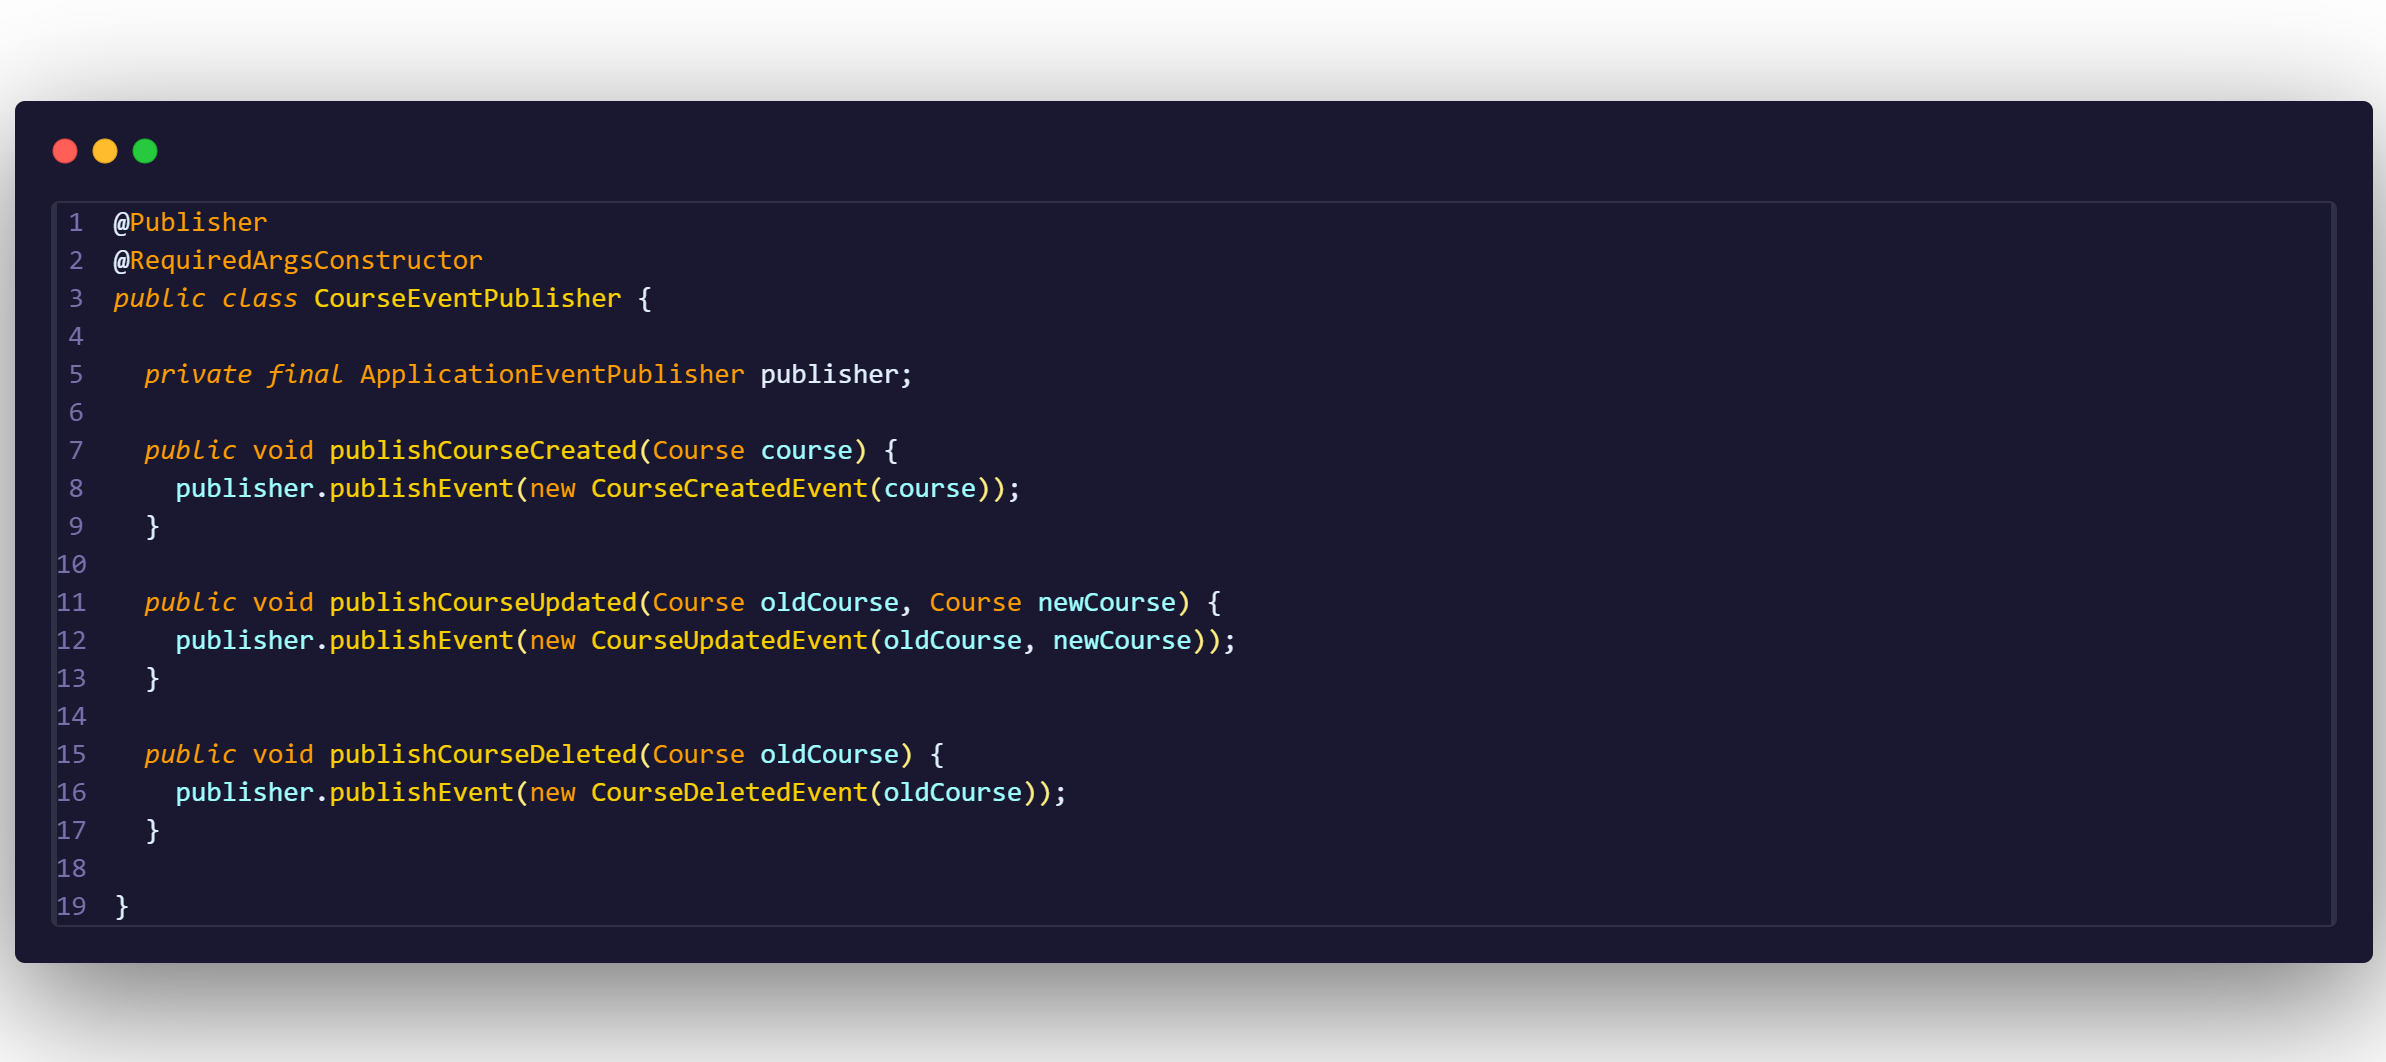 1 @Publisher
2 @RequiredArgsConstructor
3 public class CourseEventPublisher {
4
5   private final ApplicationEventPublisher publisher;
6
7   public void publishCourseCreated(Course course) {
8     publisher.publishEvent(new CourseCreatedEvent(course));
9   }
10
11   public void publishCourseUpdated(Course oldCourse, Course newCourse) {
12     publisher.publishEvent(new CourseUpdatedEvent(oldCourse, newCourse));
13   }
14
15   public void publishCourseDeleted(Course oldCourse) {
16     publisher.publishEvent(new CourseDeletedEvent(oldCourse));
17   }
18
19 }